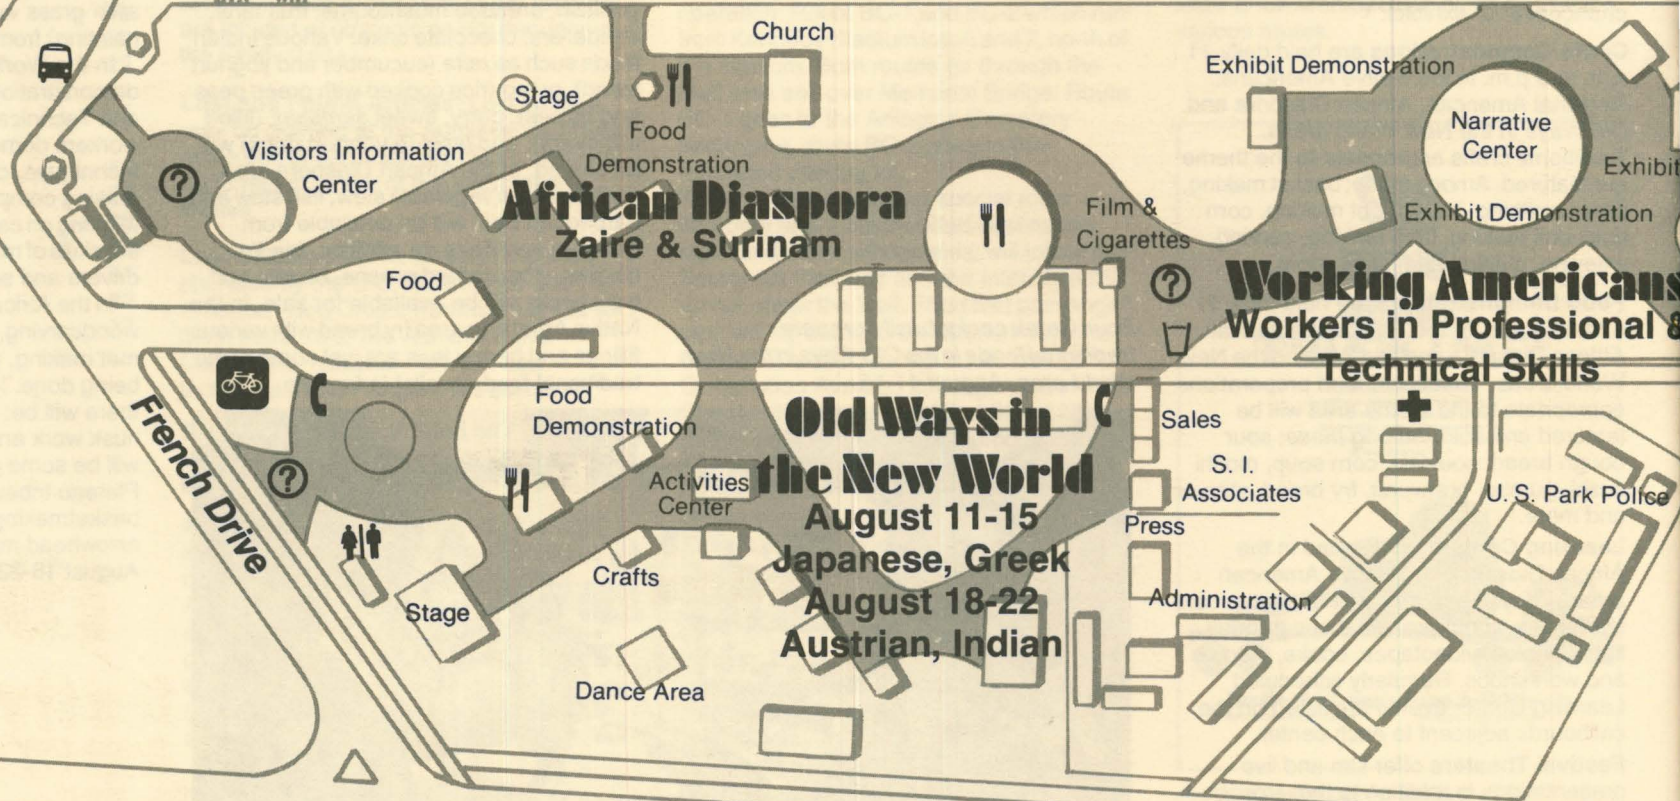 Church
Exhibit Demonstration
Stage
Food
Demonstration
Narrative
Center
Visitors Information
Center
Exhibit
African Diaspora
Zaire & Surinam
Film &
Cigarettes
Exhibit Demonstration
Food
?
?
Working Americans
Workers in Professional &
Technical Skills
French Drive
Food
Demonstration
Old Ways in
the New World
August 11-15
Japanese, Greek
August 18-22
Austrian, Indian
Sales
S. I.
Associates
U. S. Park Police
?
Activities
Center
Press
Crafts
Stage
Administration
Dance Area